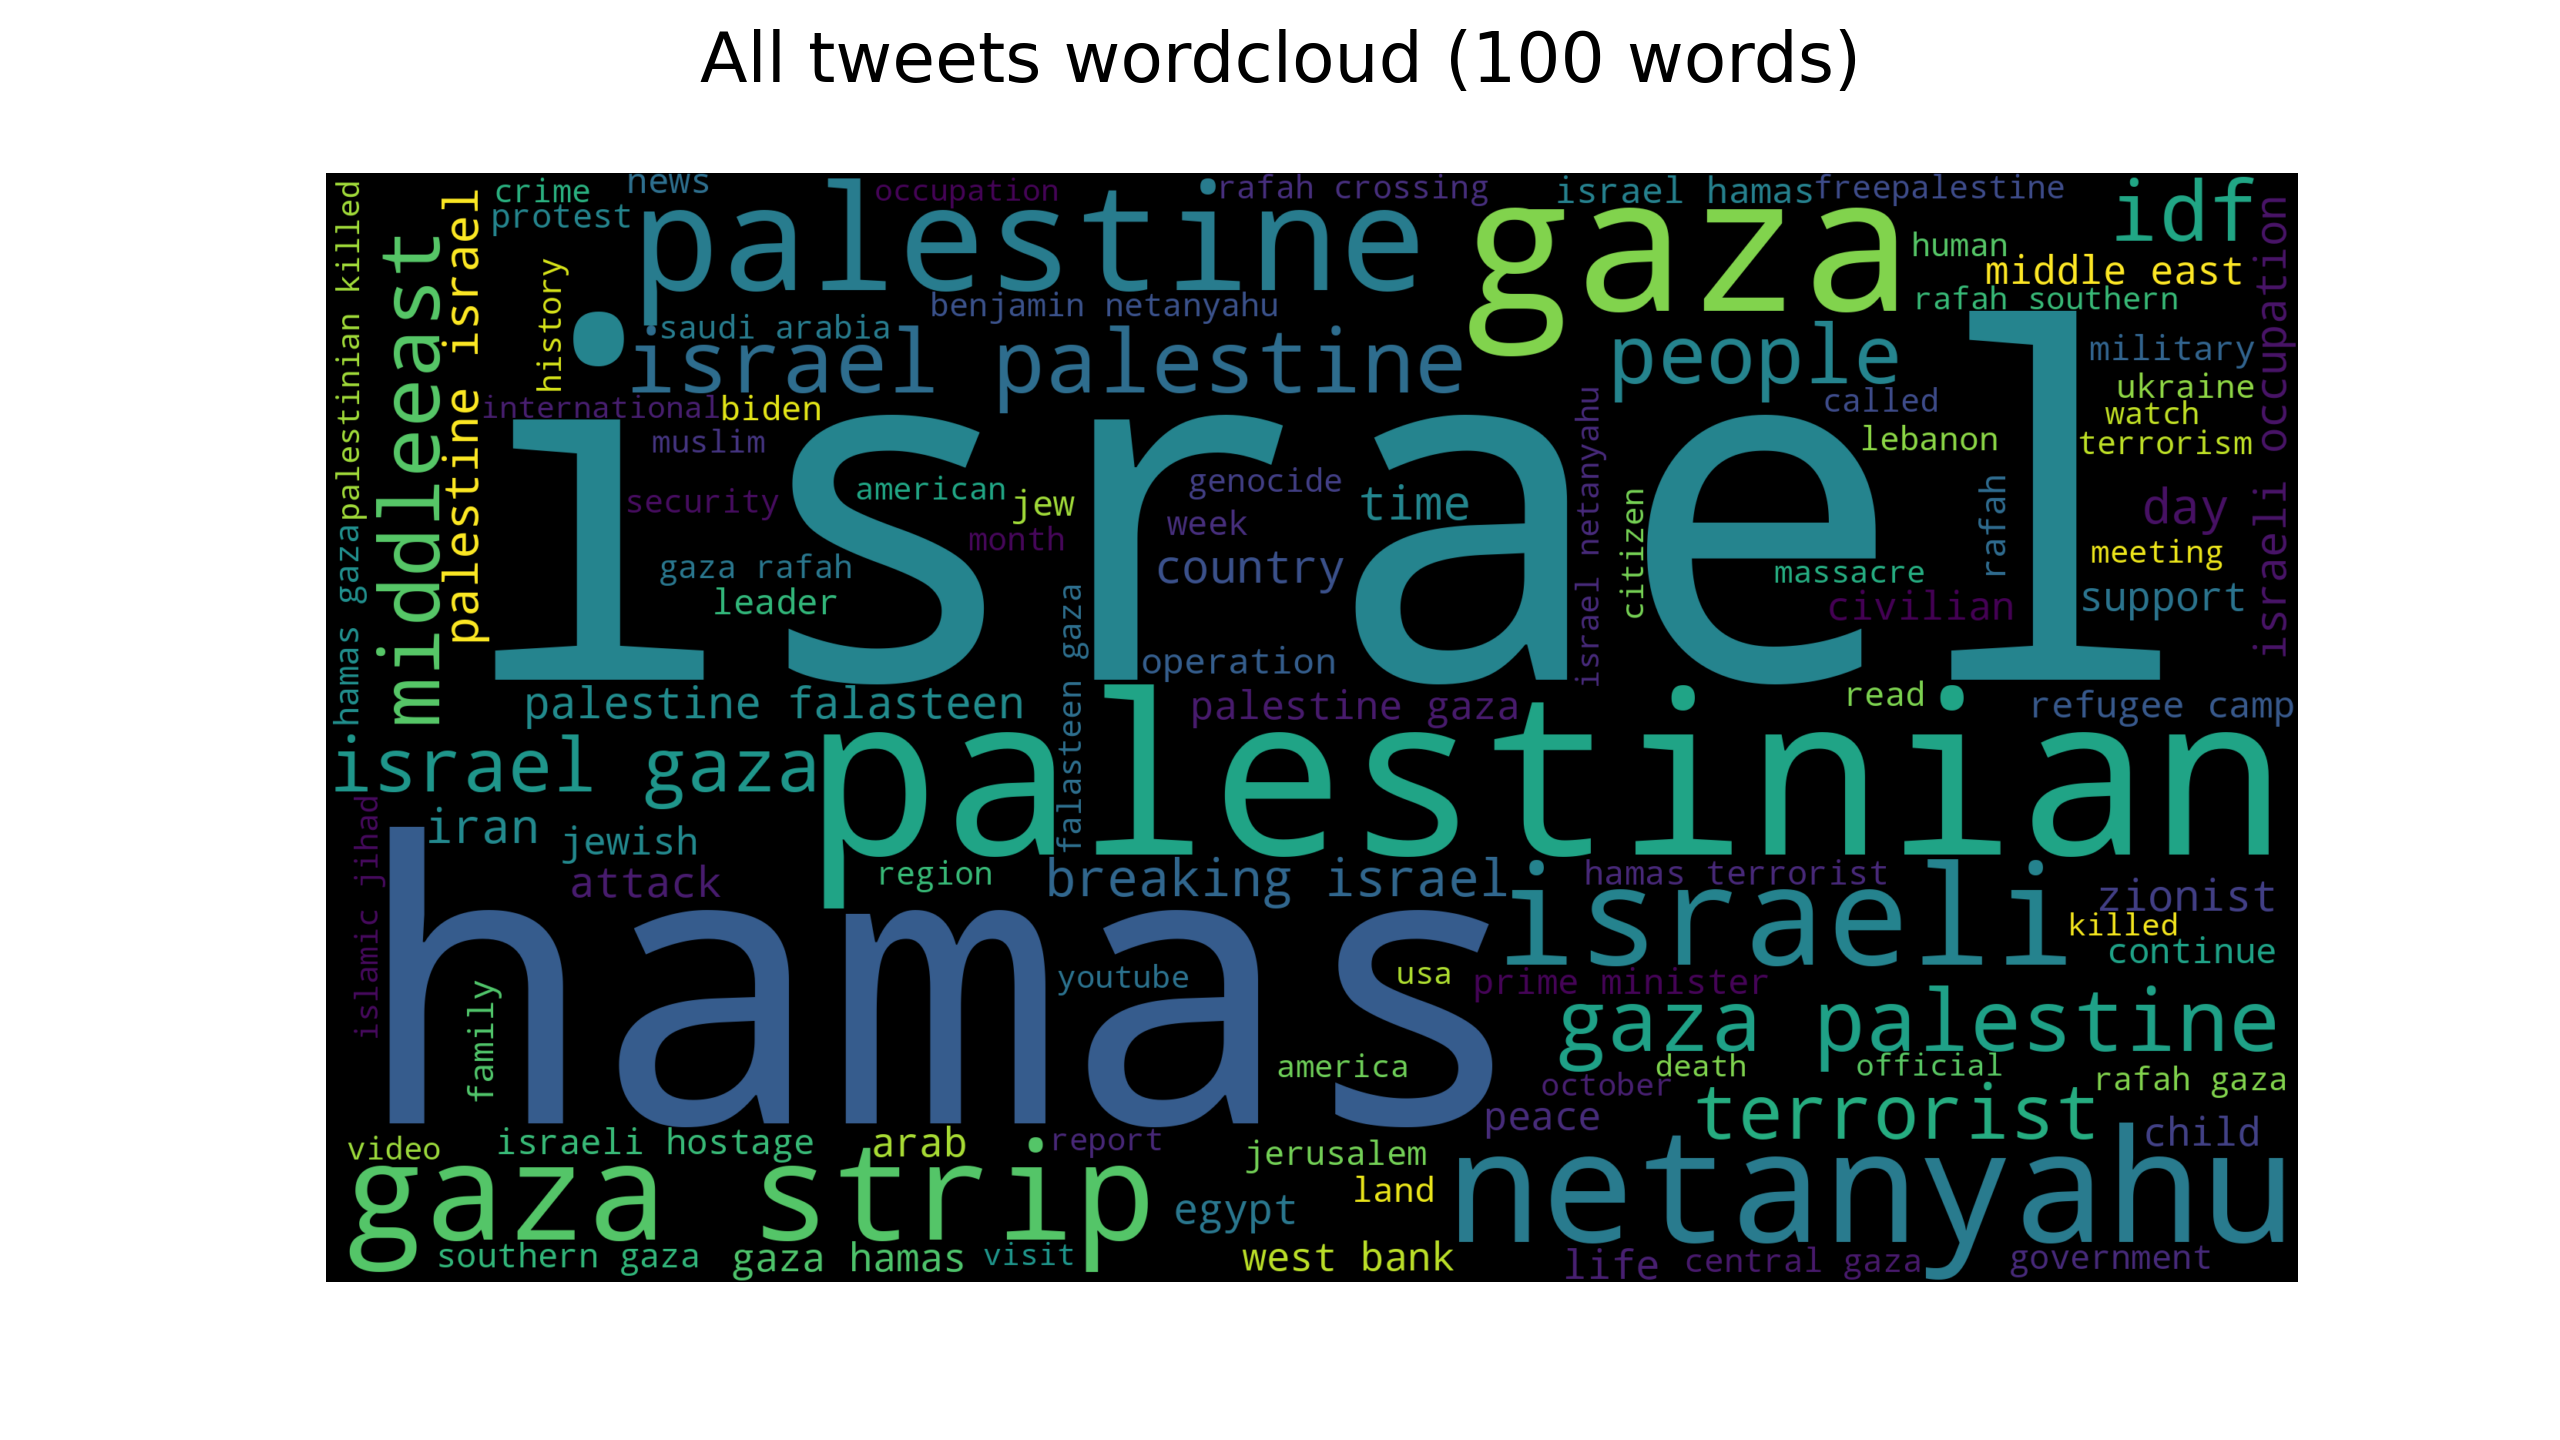 All tweets wordcloud (100 words)
crime
news
occupation
rafah crossing
israel hamas
freepalestine
idf
protest
palestine
gaza
human
middle east
rafah southern
palestinian killed
middleeast
palestine israel
history
benjamin netanyahu
saudi arabia
israel palestine
people
military
israeli occupation
international
biden
called
ukraine
watch
muslim
lebanon
terrorism
israel
security
american
jew
genocide
time
israel netanyahu
citizen
rafah
day
month
week
gaza rafah
country
massacre
meeting
leader
civilian
support
hamas gaza
falasteen gaza
operation
palestine falasteen
palestine gaza
read
refugee camp
israel gaza
palestinian
iran
jewish
islamic jihad
attack
region
breaking israel
hamas terrorist
israeli
zionist
killed
continue
hamas
youtube
usa
prime minister
family
gaza palestine
america
death
official
october
rafah gaza
peace
terrorist
child
video
israeli hostage
arab
report
jerusalem
gaza strip
land
egypt
netanyahu
southern gaza
gaza hamas
visit
west bank
life
central gaza
government